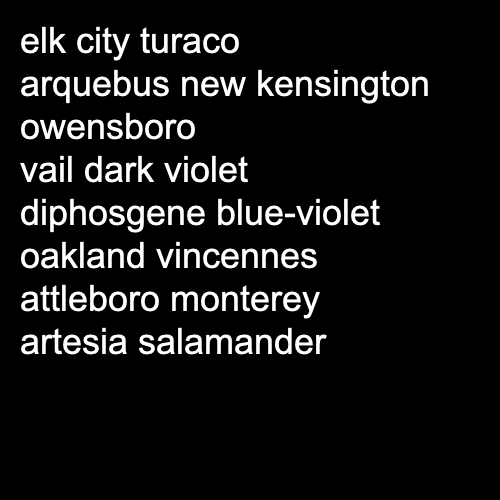 elk city turaco
arquebus new kensington
owensboro
vail dark violet
diphosgene blue-violet
oakland vincennes
attleboro monterey
artesia salamander